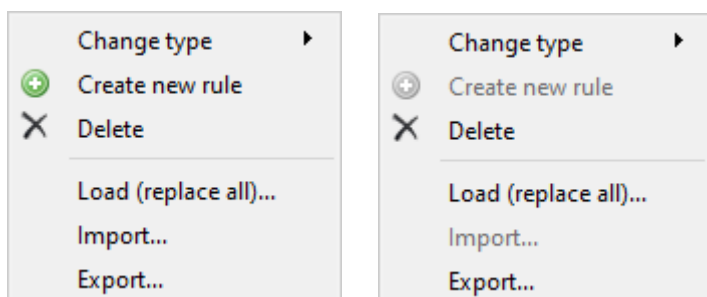 Change type
Create new rule
Delete
Load (replace all)...
Import...
Export...
Change type
Create new rule
Delete
Load (replace all)...
Import...
Export...